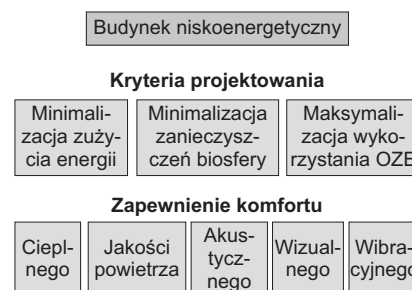 Budynek niskoenergetyczny
Kryteria projektowania
Minimali-
zacja zuży-
cia energii
Minimalizacja
zanieczysz-
czeń biosfery
Maksymali-
zacja wyko-
rzystania OZE
Zapewnienie komfortu
Ciepl-
nego
Jakości
powietrza
Akus-
tycz-
nego
Wizual-
nego
Wibra-
cyjnego